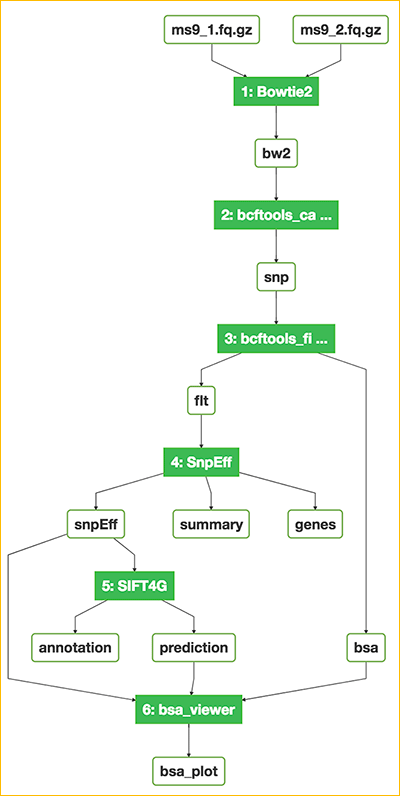 ms9_1.fq.gz
ms9_2.fq.gz
1: Bowtie2
bw2
2: bcftools_ca ...
snp
3: bcftools_fi ...
flt
4: SnpEff
snpEff
summary
genes
5: SIFT4G
annotation
prediction
bsa
6: bsa_viewer
bsa_plot